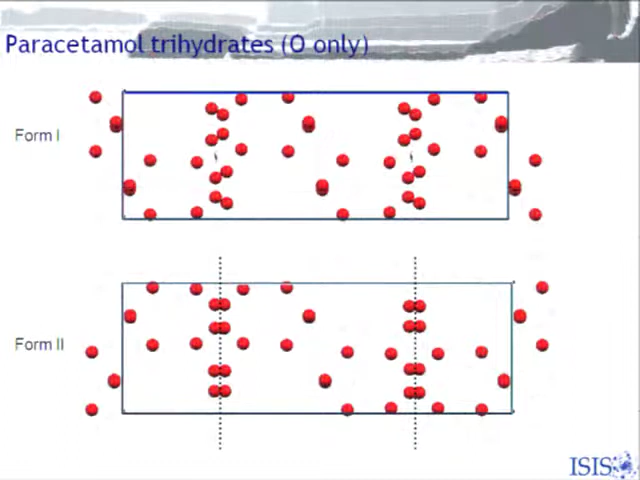 Paracetamol trihydrates (O only)
Form I
Form II
ISIS